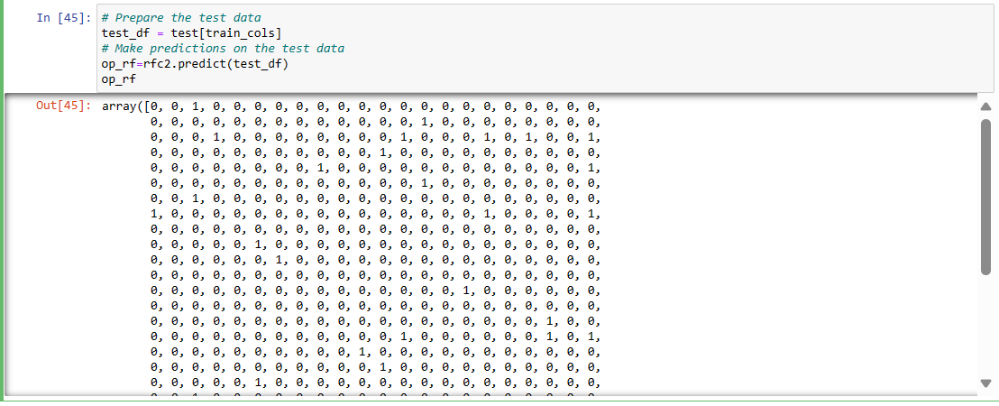 In [45]:
# Prepare the test data
test_df = test[train_cols]
# Make predictions on the test data
op_rf=rfc2.predict(test_df)
op_rf
Out[45]:
array([0, 0, 1, 0, 0, 0, 0, 0, 0, 0, 0, 0, 0, 0, 0, 0, 0, 0, 0, 0, 0, 0,
0, 0, 0, 0, 0, 0, 0, 0, 0, 0, 0, 0, 0, 1, 0, 0, 0, 0, 0, 0, 0, 0,
0, 0, 0, 1, 0, 0, 0, 0, 0, 0, 0, 0, 1, 0, 0, 0, 1, 0, 1, 0, 0, 1,
0, 0, 0, 0, 0, 0, 0, 0, 0, 0, 0, 1, 0, 0, 0, 0, 0, 0, 0, 0, 0, 0,
0, 0, 0, 0, 0, 0, 0, 0, 1, 0, 0, 0, 0, 0, 0, 0, 0, 0, 0, 0, 0, 1,
0, 0, 0, 0, 0, 0, 0, 0, 0, 0, 0, 0, 0, 1, 0, 0, 0, 0, 0, 0, 0, 0,
0, 0, 1, 0, 0, 0, 0, 0, 0, 0, 0, 0, 0, 0, 0, 0, 0, 0, 0, 0, 0, 0,
1, 0, 0, 0, 0, 0, 0, 0, 0, 0, 0, 0, 0, 0, 0, 0, 1, 0, 0, 0, 0, 1,
0, 0, 0, 0, 0, 0, 0, 0, 0, 0, 0, 0, 0, 0, 0, 0, 0, 0, 0, 0, 0, 0,
0, 0, 0, 0, 0, 1, 0, 0, 0, 0, 0, 0, 0, 0, 0, 0, 0, 0, 0, 0, 0, 0,
0, 0, 0, 0, 0, 0, 1, 0, 0, 0, 0, 0, 0, 0, 0, 0, 0, 0, 0, 0, 0, 0,
0, 0, 0, 0, 0, 0, 0, 0, 0, 0, 0, 0, 0, 0, 0, 0, 0, 0, 0, 0, 0, 0,
0, 0, 0, 0, 0, 0, 0, 0, 0, 0, 0, 0, 0, 0, 0, 1, 0, 0, 0, 0, 0, 0,
0, 0, 0, 0, 0, 0, 0, 0, 0, 0, 0, 0, 0, 0, 0, 0, 0, 0, 0, 0, 0, 0,
0, 0, 0, 0, 0, 0, 0, 0, 0, 0, 0, 0, 0, 0, 0, 0, 0, 0, 0, 1, 0, 0,
0, 0, 0, 0, 0, 0, 0, 0, 0, 0, 0, 0, 1, 0, 0, 0, 0, 0, 0, 1, 0, 1,
0, 0, 0, 0, 0, 0, 0, 0, 0, 0, 1, 0, 0, 0, 0, 0, 0, 0, 0, 0, 0, 0,
0, 0, 0, 0, 0, 0, 0, 0, 0, 0, 0, 1, 0, 0, 0, 0, 0, 0, 0, 0, 0, 0,
0, 0, 0, 0, 0, 1, 0, 0, 0, 0, 0, 0, 0, 0, 0, 0, 0, 0, 0, 0, 0, 0,